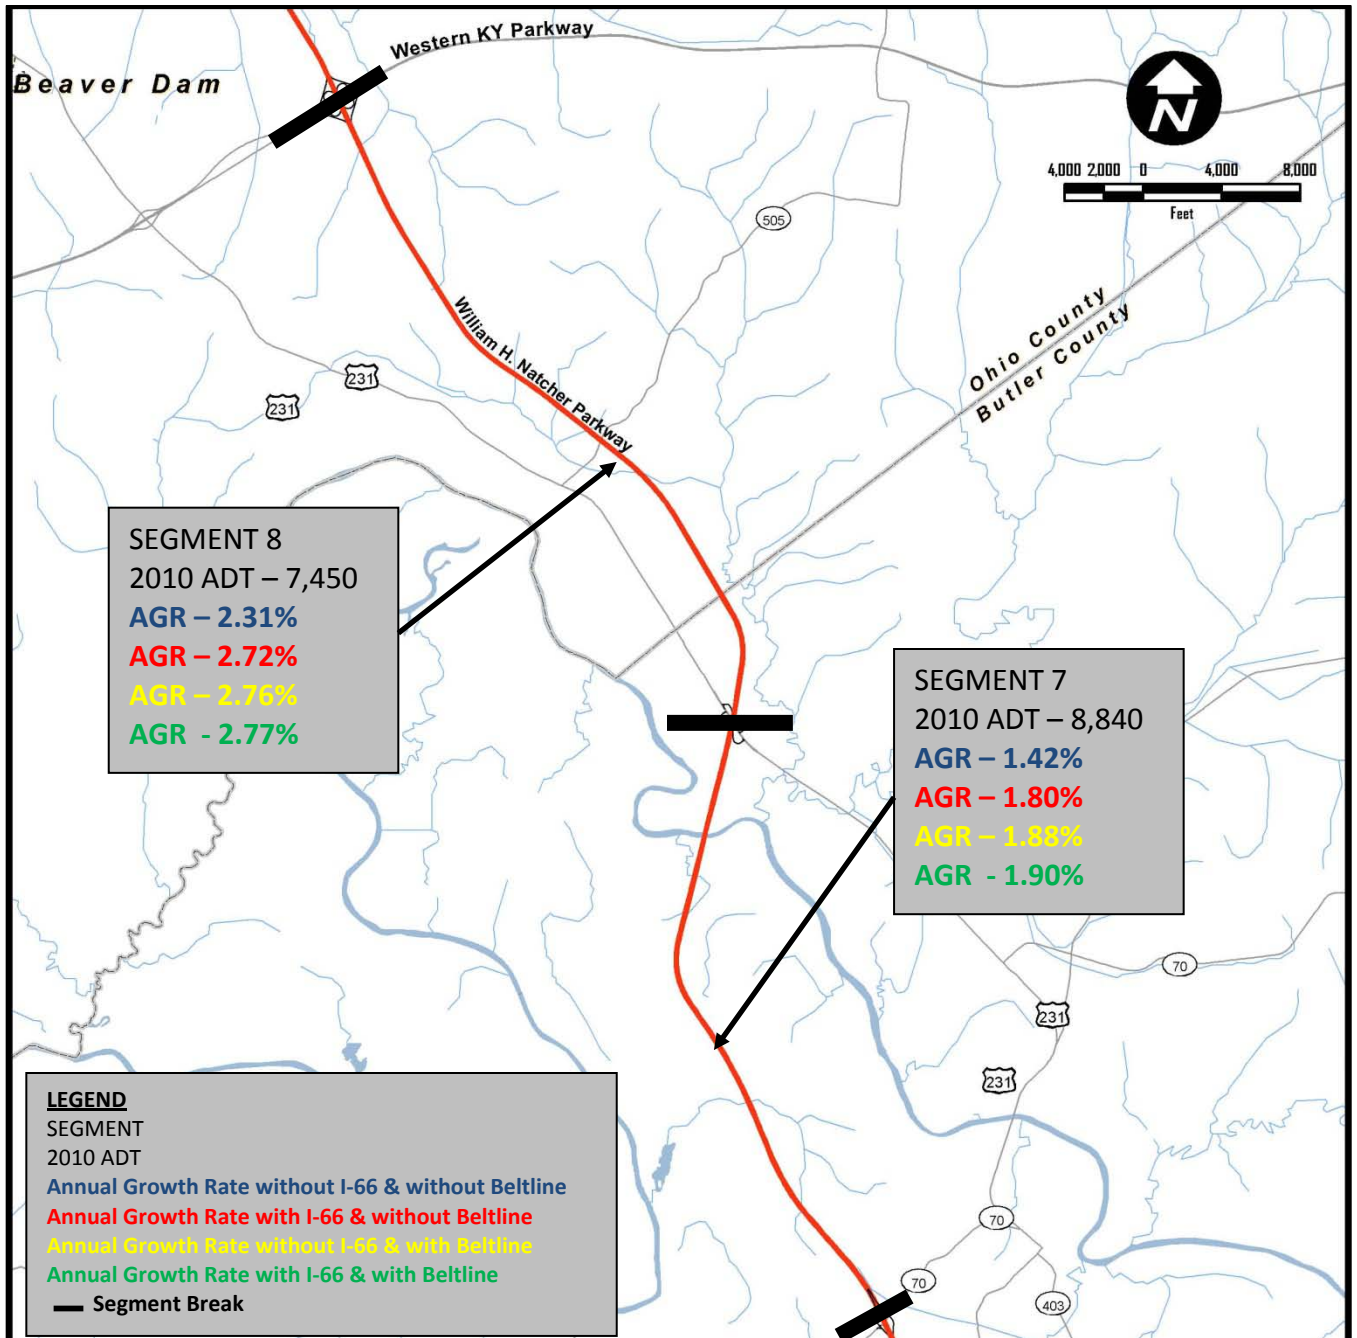 Western KY Parkway
Beaver Dam
N
4,000 2,000 0 4,000 8,000
Feet
505
Ohio County
Butler County
William H. Natcher Parkway
231
231
SEGMENT 8
2010 ADT – 7,450
AGR – 2.31%
AGR – 2.72%
AGR – 2.76%
AGR - 2.77%
SEGMENT 7
2010 ADT – 8,840
AGR – 1.42%
AGR – 1.80%
AGR – 1.88%
AGR - 1.90%
70
231
231
LEGEND
SEGMENT
2010 ADT
Annual Growth Rate without I-66 & without Beltline
Annual Growth Rate with I-66 & without Beltline
Annual Growth Rate without I-66 & with Beltline
Annual Growth Rate with I-66 & with Beltline
Segment Break
70
70
403